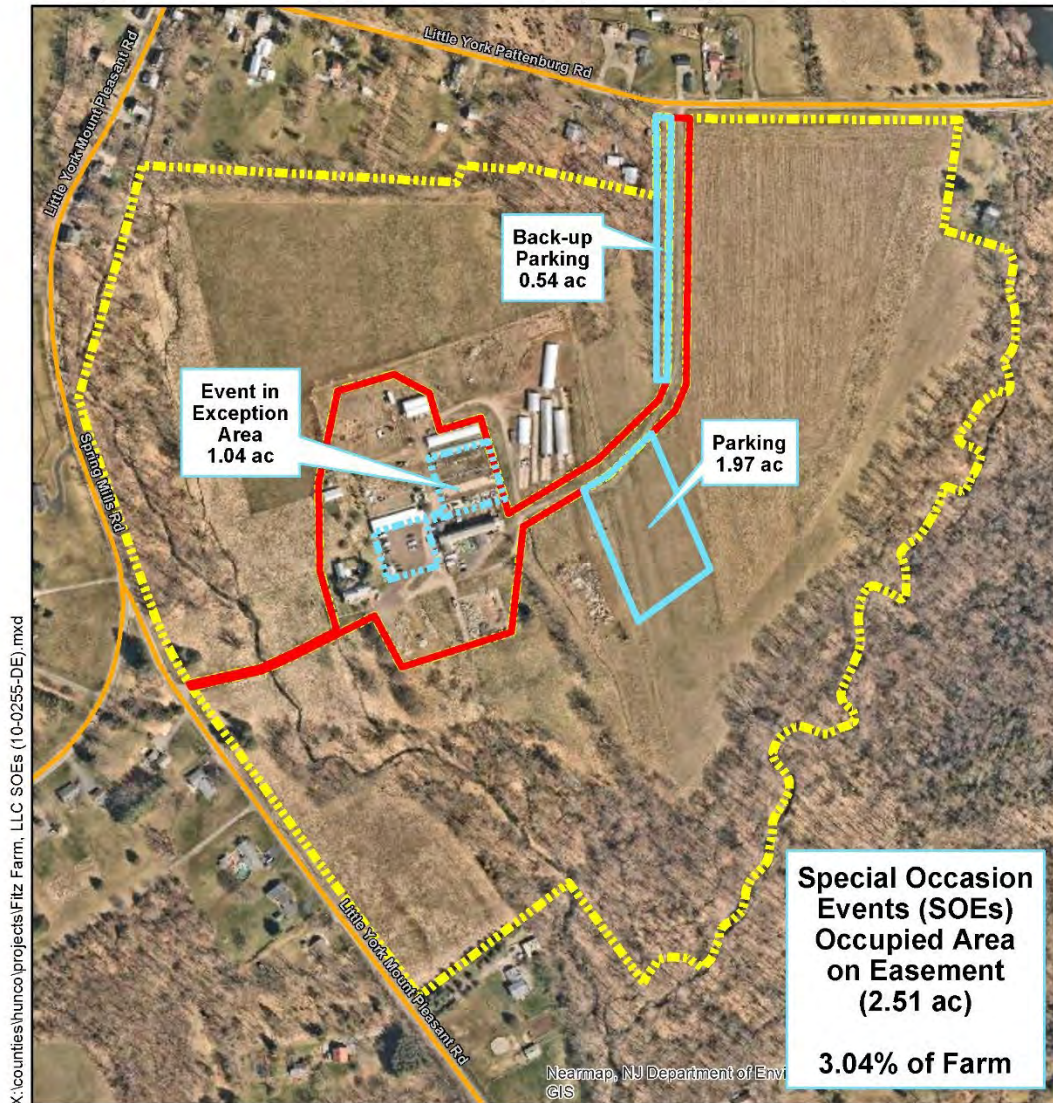 Little York Mount Pleasant Rd
Little York Pattenburg Rd
Back-up
Parking
0.54 ac
Event in
Exception
Area
1.04 ac
Parking
1.97 ac
Spring Mills Rd
Little York Mount Pleasant Rd
Special Occasion
Events (SOEs)
Occupied Area
on Easement
(2.51 ac)
3.04% of Farm
Nearmap, NJ Department of Envi
GIS
X:\counties\hunco\projects\Fitz Farm, LLC SOEs (10-0255-DE).mxd